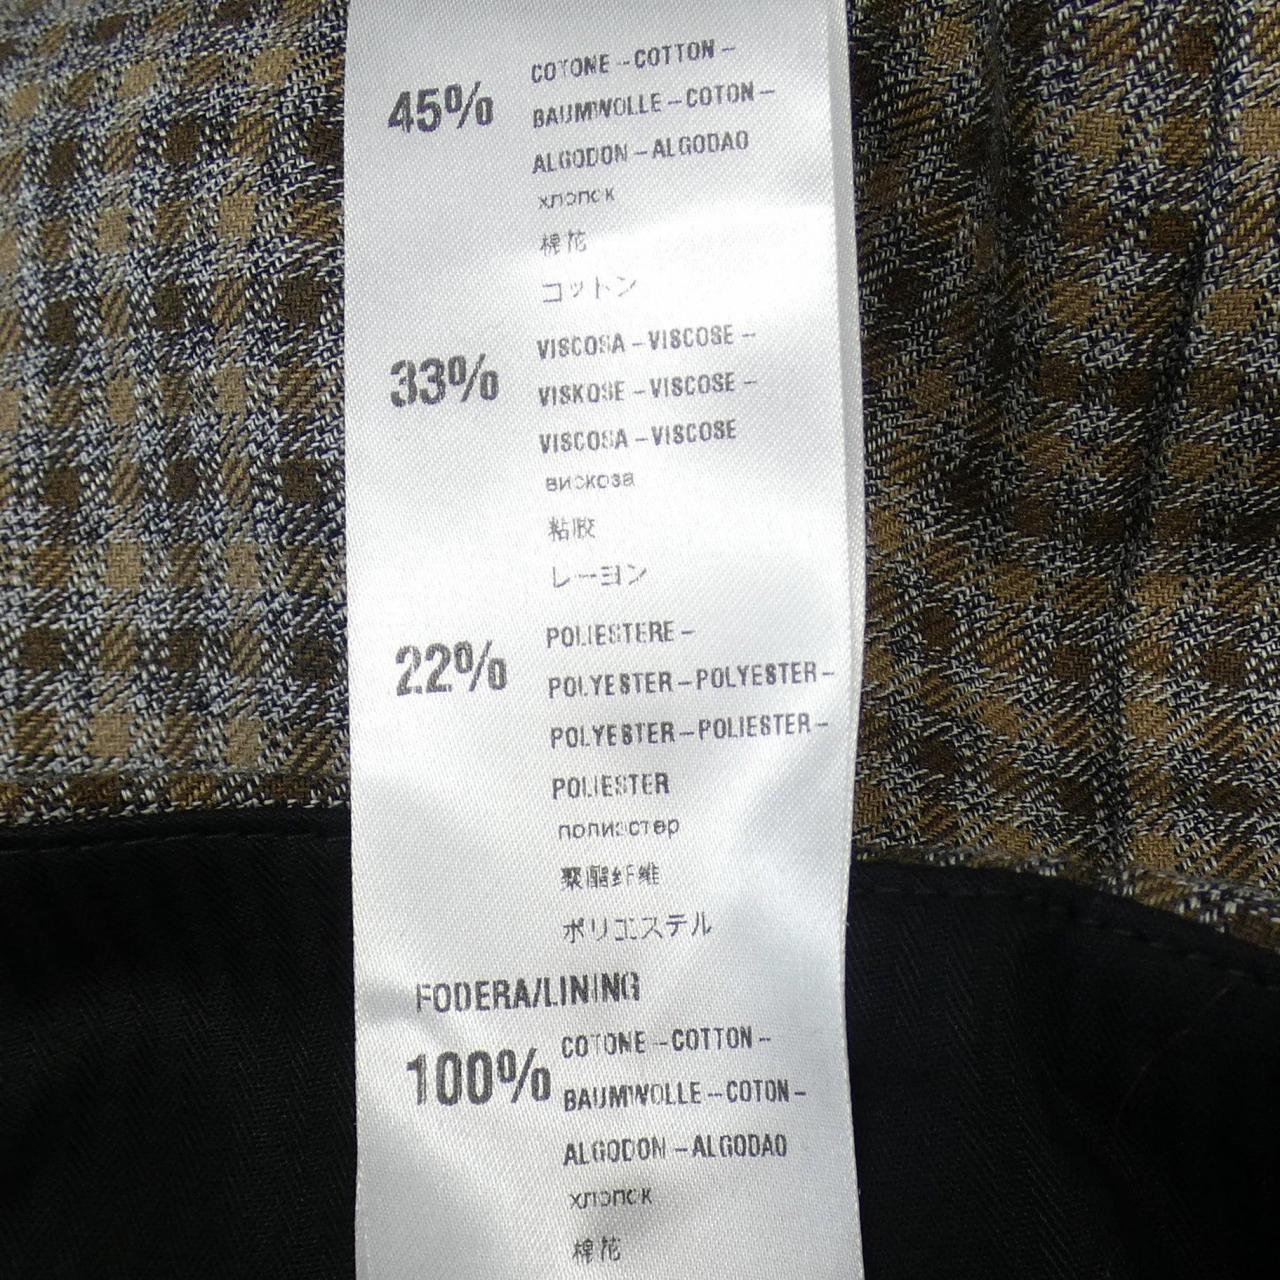 45%
COTONE – COTTON –
BAUMWOLLE – COTON –
ALGODON – ALGODAO
хлопок
棉花
コットン
33%
VISCOSA – VISCOSE –
VISKOSE – VISCOSE –
VISCOSA – VISCOSE
вискоза
粘胶
レーヨン
22%
POLIESTERE –
POLYESTER – POLYESTER –
POLYESTER – POLIESTER –
POLIESTER
полиэстер
聚酯纤维
ポリエステル
FODERA/LINING
100%
COTONE – COTTON –
BAUMWOLLE – COTON –
ALGODON – ALGODAO
хлопок
棉花